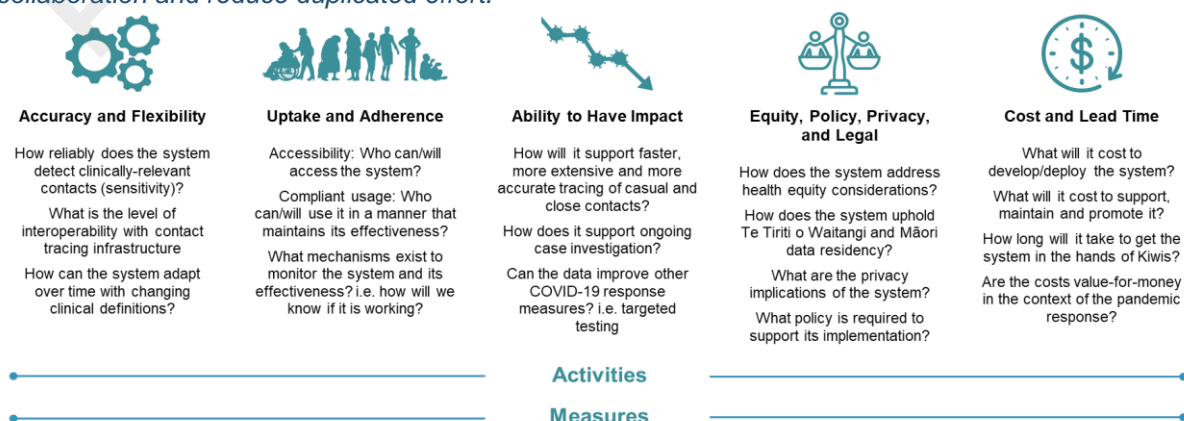 collaboration and reduce duplicated effort.
Accuracy and Flexibility
How reliably does the system
detect clinically-relevant
contacts (sensitivity)?
What is the level of
interoperability with contact
tracing infrastructure
How can the system adapt
over time with changing
clinical definitions?
Uptake and Adherence
Accessibility: Who can/will
access the system?
Compliant usage: Who
can/will use it in a manner that
maintains its effectiveness?
What mechanisms exist to
monitor the system and its
effectiveness? i.e. how will we
know if it is working?
Ability to Have Impact
How will it support faster,
more extensive and more
accurate tracing of casual and
close contacts?
How does it support ongoing
case investigation?
Can the data improve other
COVID-19 response
measures? i.e. targeted
testing
Equity, Policy, Privacy,
and Legal
How does the system address
health equity considerations?
How does the system uphold
Te Tiriti o Waitangi and Māori
data residency?
What are the privacy
implications of the system?
What policy is required to
support its implementation?
$
Cost and Lead Time
What will it cost to
develop/deploy the system?
What will it cost to support,
maintain and promote it?
How long will it take to get the
system in the hands of Kiwis?
Are the costs value-for-money
in the context of the pandemic
response?
Activities
Measures